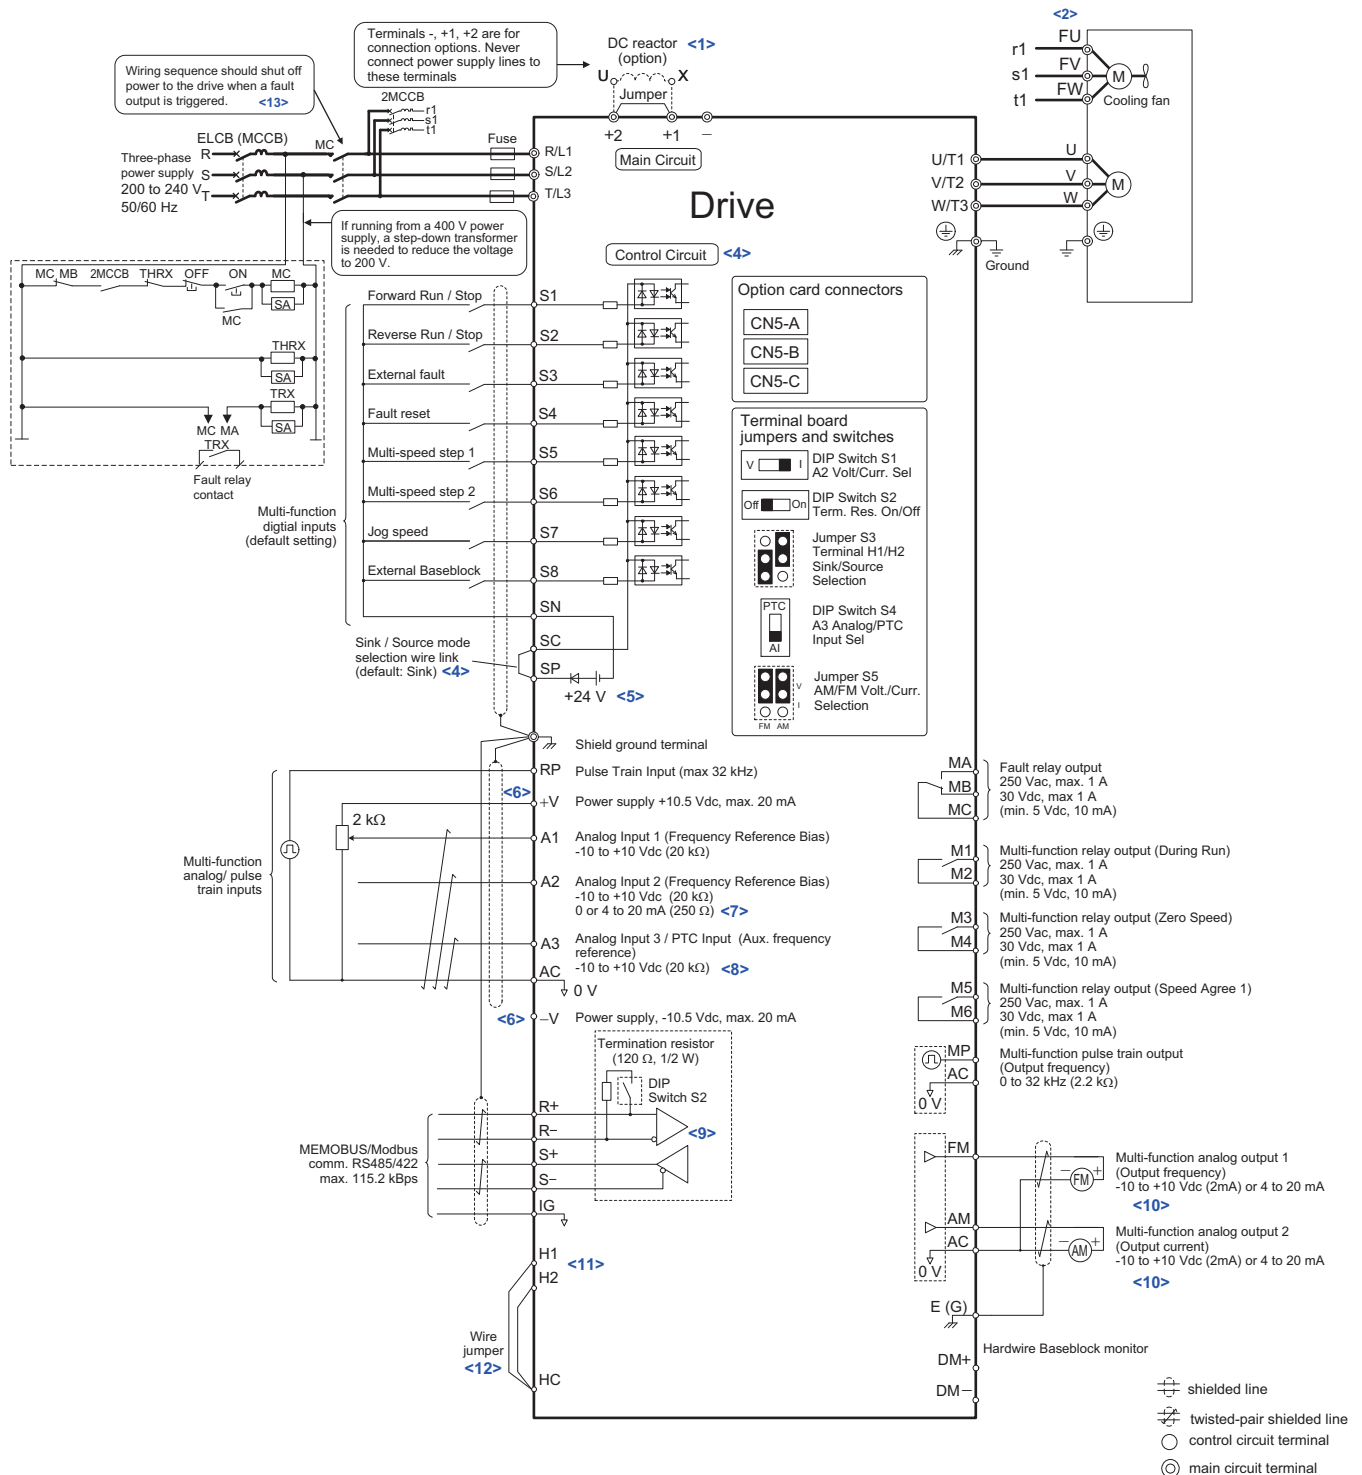 Terminals -, +1, +2 are for
connection options. Never
connect power supply lines to
these terminals
DC reactor <1>
(option)
U X
Jumper
+2 +1 −
Main Circuit
<2>
FU
r1
FV
s1
FW
t1
M
Cooling fan
Wiring sequence should shut off
power to the drive when a fault
output is triggered. <13>
2MCCB
r1
s1
t1
ELCB (MCCB)
MC
Fuse
Three-phase
power supply
200 to 240 V
50/60 Hz
R
S
T
R/L1
S/L2
T/L3
Drive
U/T1 U
V/T2 V
W/T3 W
M
Ground
If running from a 400 V power
supply, a step-down transformer
is needed to reduce the voltage
to 200 V.
MC MB 2MCCB THRX OFF ON MC
SA
MC
THRX
SA
TRX
SA
MC MA
TRX
Fault relay
contact
Control Circuit <4>
Forward Run / Stop S1
Reverse Run / Stop S2
External fault S3
Fault reset S4
Multi-speed step 1 S5
Multi-speed step 2 S6
Jog speed S7
External Baseblock S8
Multi-function
digtial inputs
(default setting)
SN
SC
SP
Sink / Source mode
selection wire link
(default: Sink) <4>
+24 V <5>
Option card connectors
CN5-A
CN5-B
CN5-C
Terminal board
jumpers and switches
V I
DIP Switch S1
A2 Volt/Curr. Sel
Off On
DIP Switch S2
Term. Res. On/Off
Jumper S3
Terminal H1/H2
Sink/Source
Selection
PTC
AI
DIP Switch S4
A3 Analog/PTC
Input Sel
V
I
FM AM
Jumper S5
AM/FM Volt./Curr.
Selection
Shield ground terminal
RP Pulse Train Input (max 32 kHz)
<6> +V Power supply +10.5 Vdc, max. 20 mA
2 kΩ
A1 Analog Input 1 (Frequency Reference Bias)
-10 to +10 Vdc (20 kΩ)
Multi-function
analog/ pulse
train inputs
A2 Analog Input 2 (Frequency Reference Bias)
-10 to +10 Vdc (20 kΩ)
0 or 4 to 20 mA (250 Ω) <7>
A3 Analog Input 3 / PTC Input (Aux. frequency
reference)
-10 to +10 Vdc (20 kΩ) <8>
AC
0 V
<6> −V Power supply, -10.5 Vdc, max. 20 mA
Termination resistor
(120 Ω, 1/2 W)
DIP
Switch S2
R+
R−
S+
S−
IG
<9>
MEMOBUS/Modbus
comm. RS485/422
max. 115.2 kBps
H1
<11>
H2
Wire
jumper
<12>
HC
MA
MB
MC
Fault relay output
250 Vac, max. 1 A
30 Vdc, max 1 A
(min. 5 Vdc, 10 mA)
M1
M2
Multi-function relay output (During Run)
250 Vac, max. 1 A
30 Vdc, max 1 A
(min. 5 Vdc, 10 mA)
M3
M4
Multi-function relay output (Zero Speed)
250 Vac, max. 1 A
30 Vdc, max 1 A
(min. 5 Vdc, 10 mA)
M5
M6
Multi-function relay output (Speed Agree 1)
250 Vac, max. 1 A
30 Vdc, max 1 A
(min. 5 Vdc, 10 mA)
MP
AC
0 V
Multi-function pulse train output
(Output frequency)
0 to 32 kHz (2.2 kΩ)
FM
− FM +
Multi-function analog output 1
(Output frequency)
-10 to +10 Vdc (2mA) or 4 to 20 mA
<10>
AM
AC
0 V
− AM +
Multi-function analog output 2
(Output current)
-10 to +10 Vdc (2mA) or 4 to 20 mA
<10>
E (G)
Hardwire Baseblock monitor
DM+
DM−
shielded line
twisted-pair shielded line
control circuit terminal
main circuit terminal